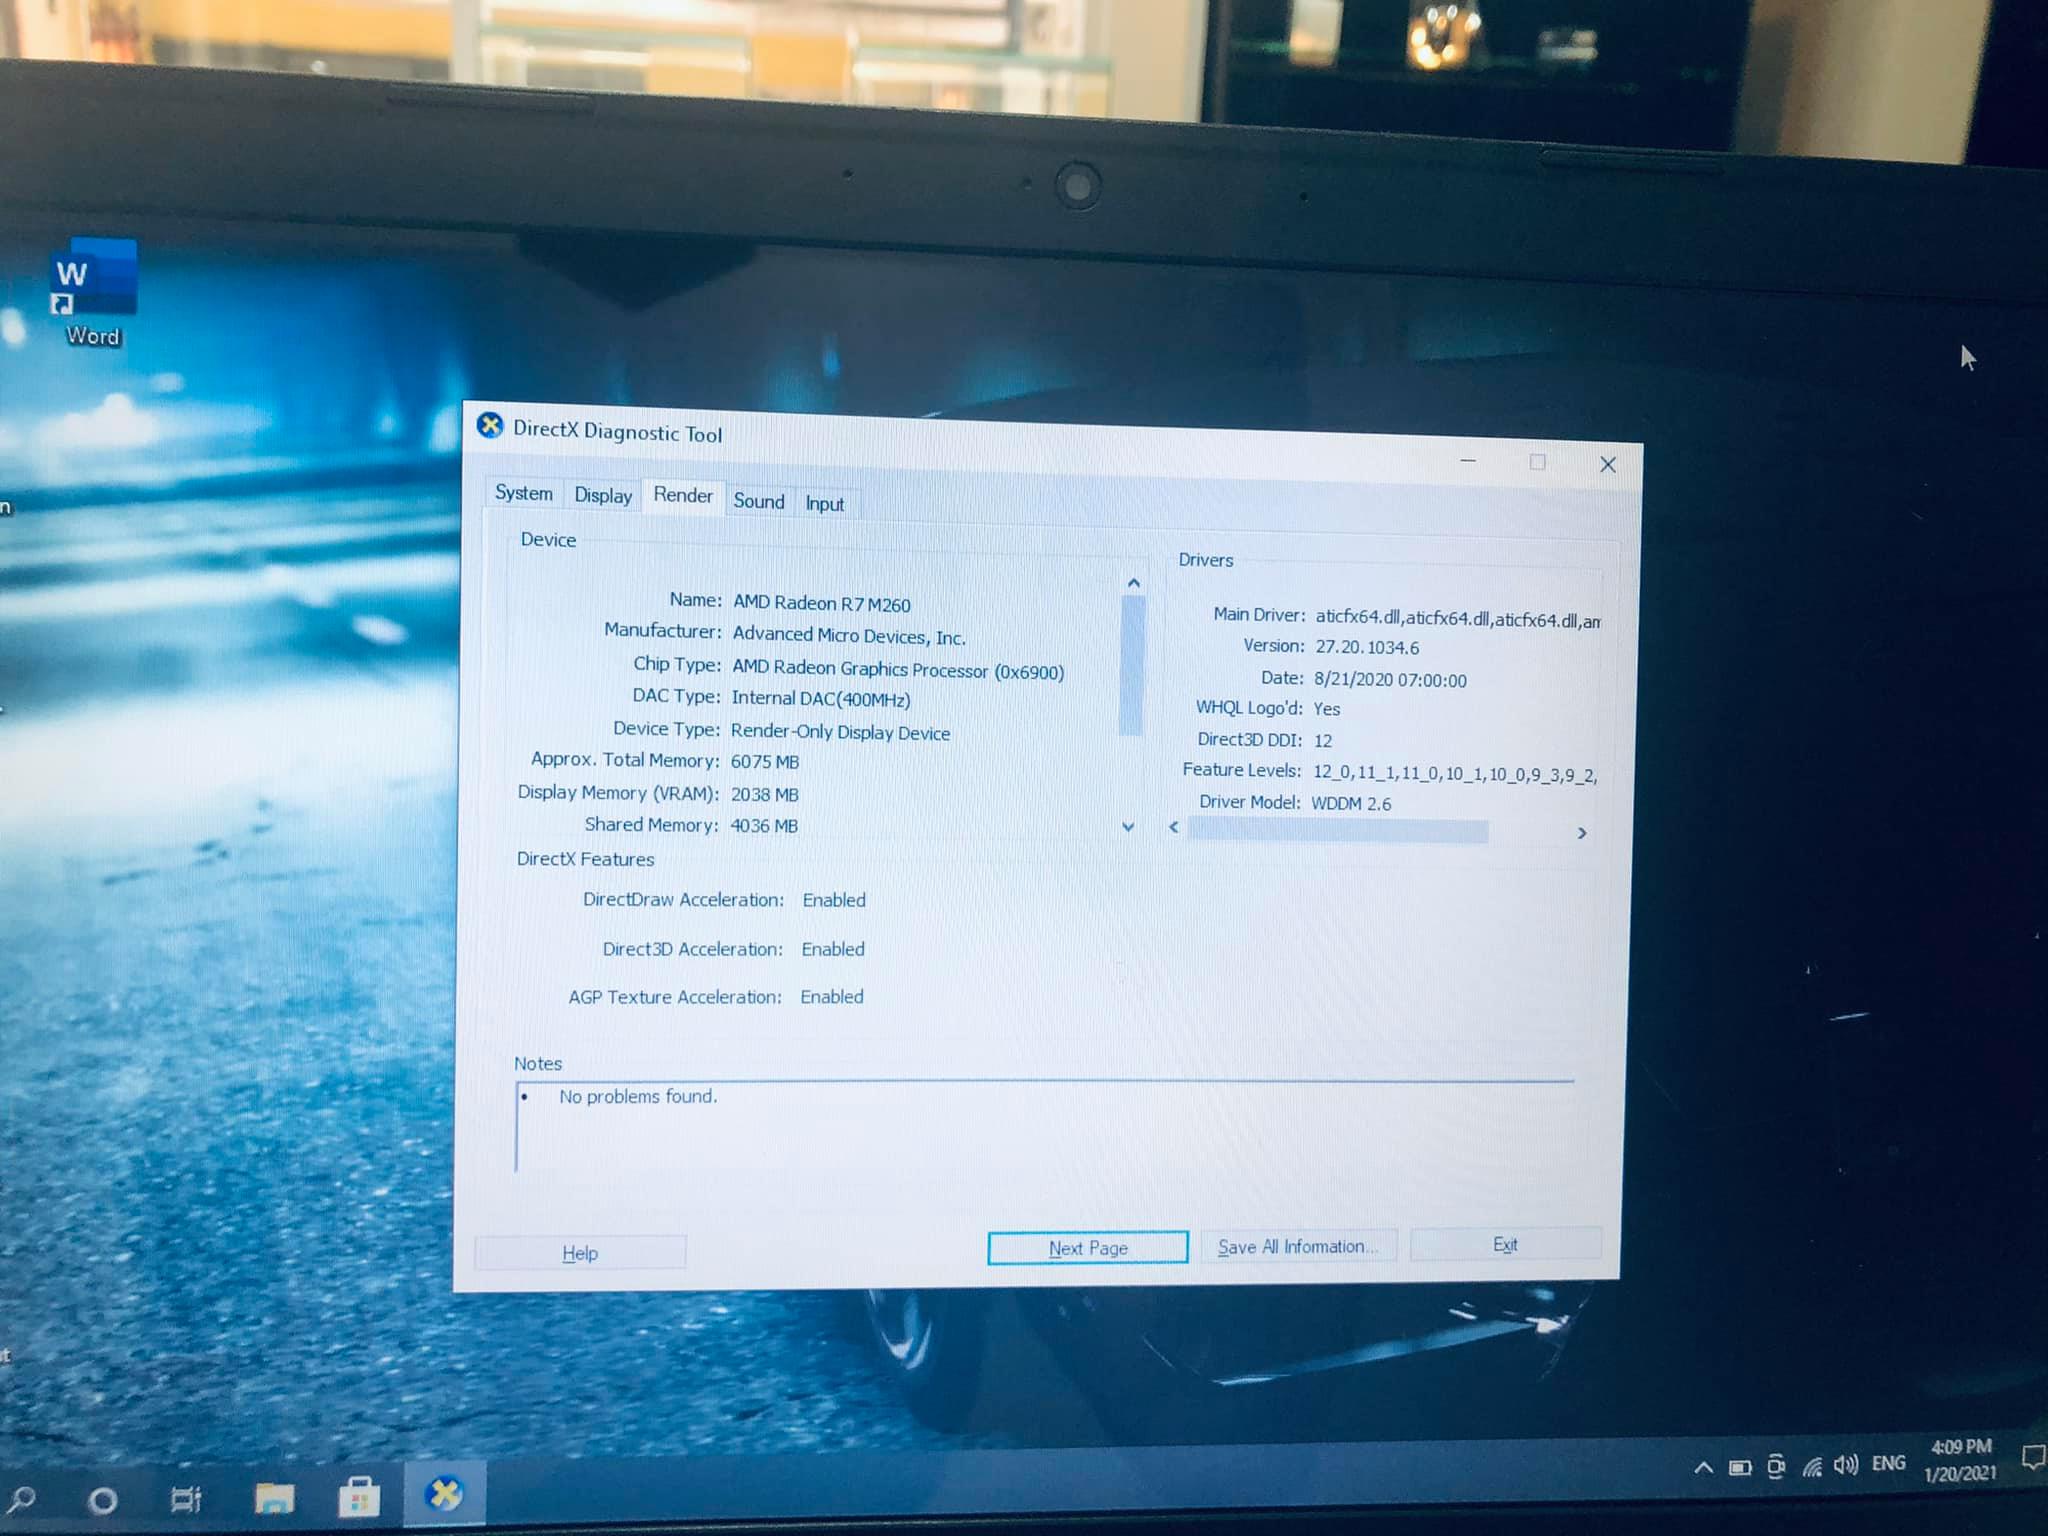 W
Word
n
DirectX Diagnostic Tool
System Display Render Sound Input
Device
Name: AMD Radeon R7 M260
Manufacturer: Advanced Micro Devices, Inc.
Chip Type: AMD Radeon Graphics Processor (0x6900)
DAC Type: Internal DAC(400MHz)
Device Type: Render-Only Display Device
Approx. Total Memory: 6075 MB
Display Memory (VRAM): 2038 MB
Shared Memory: 4036 MB
Drivers
Main Driver: aticfx64.dll,aticfx64.dll,aticfx64.dll,am
Version: 27.20.1034.6
Date: 8/21/2020 07:00:00
WHQL Logo'd: Yes
Direct3D DDI: 12
Feature Levels: 12_0,11_1,11_0,10_1,10_0,9_3,9_2,
Driver Model: WDDM 2.6
DirectX Features
DirectDraw Acceleration: Enabled
Direct3D Acceleration: Enabled
AGP Texture Acceleration: Enabled
Notes
• No problems found.
Help Next Page Save All Information... Exit
t
ENG
4:09 PM
1/20/2021